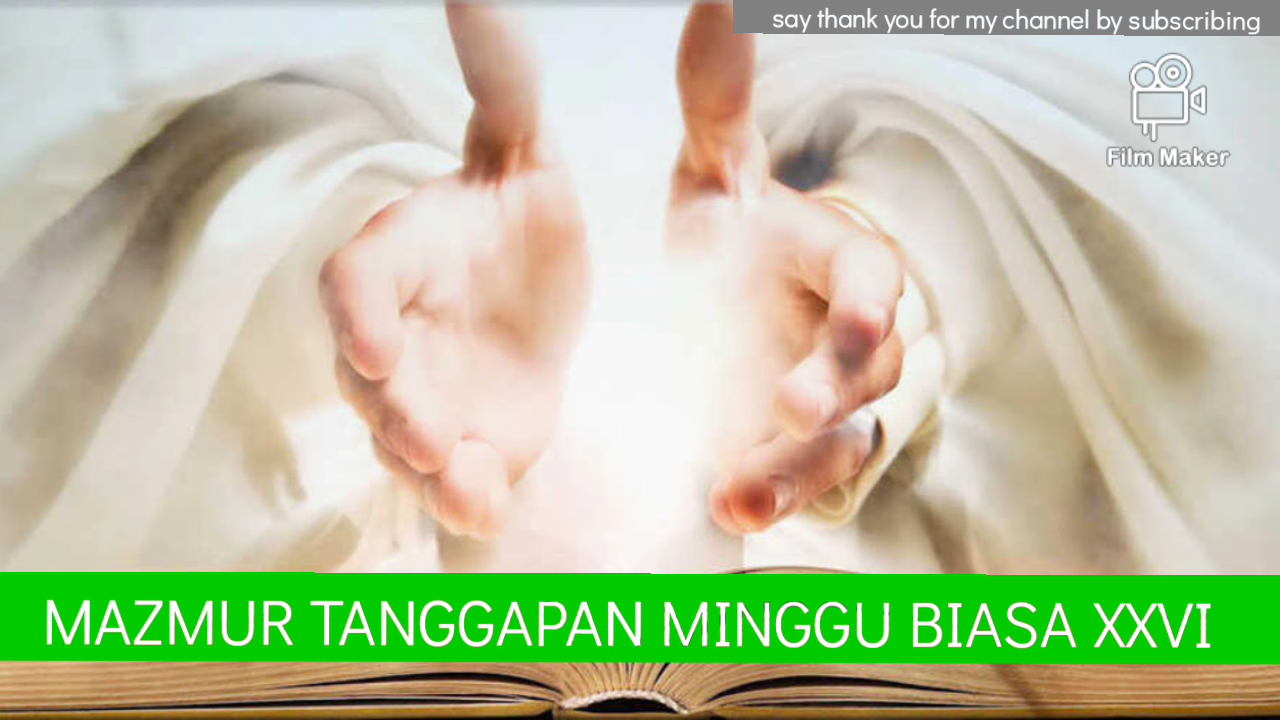 say thank you for my channel by subscribing
Film Maker
MAZMUR TANGGAPAN MINGGU BIASA XXVI